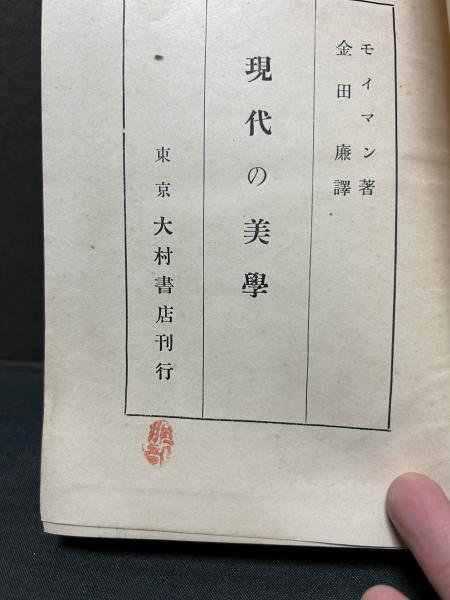 モイマン著
金田廉譯
現代の美學
東京 大村書店刊行